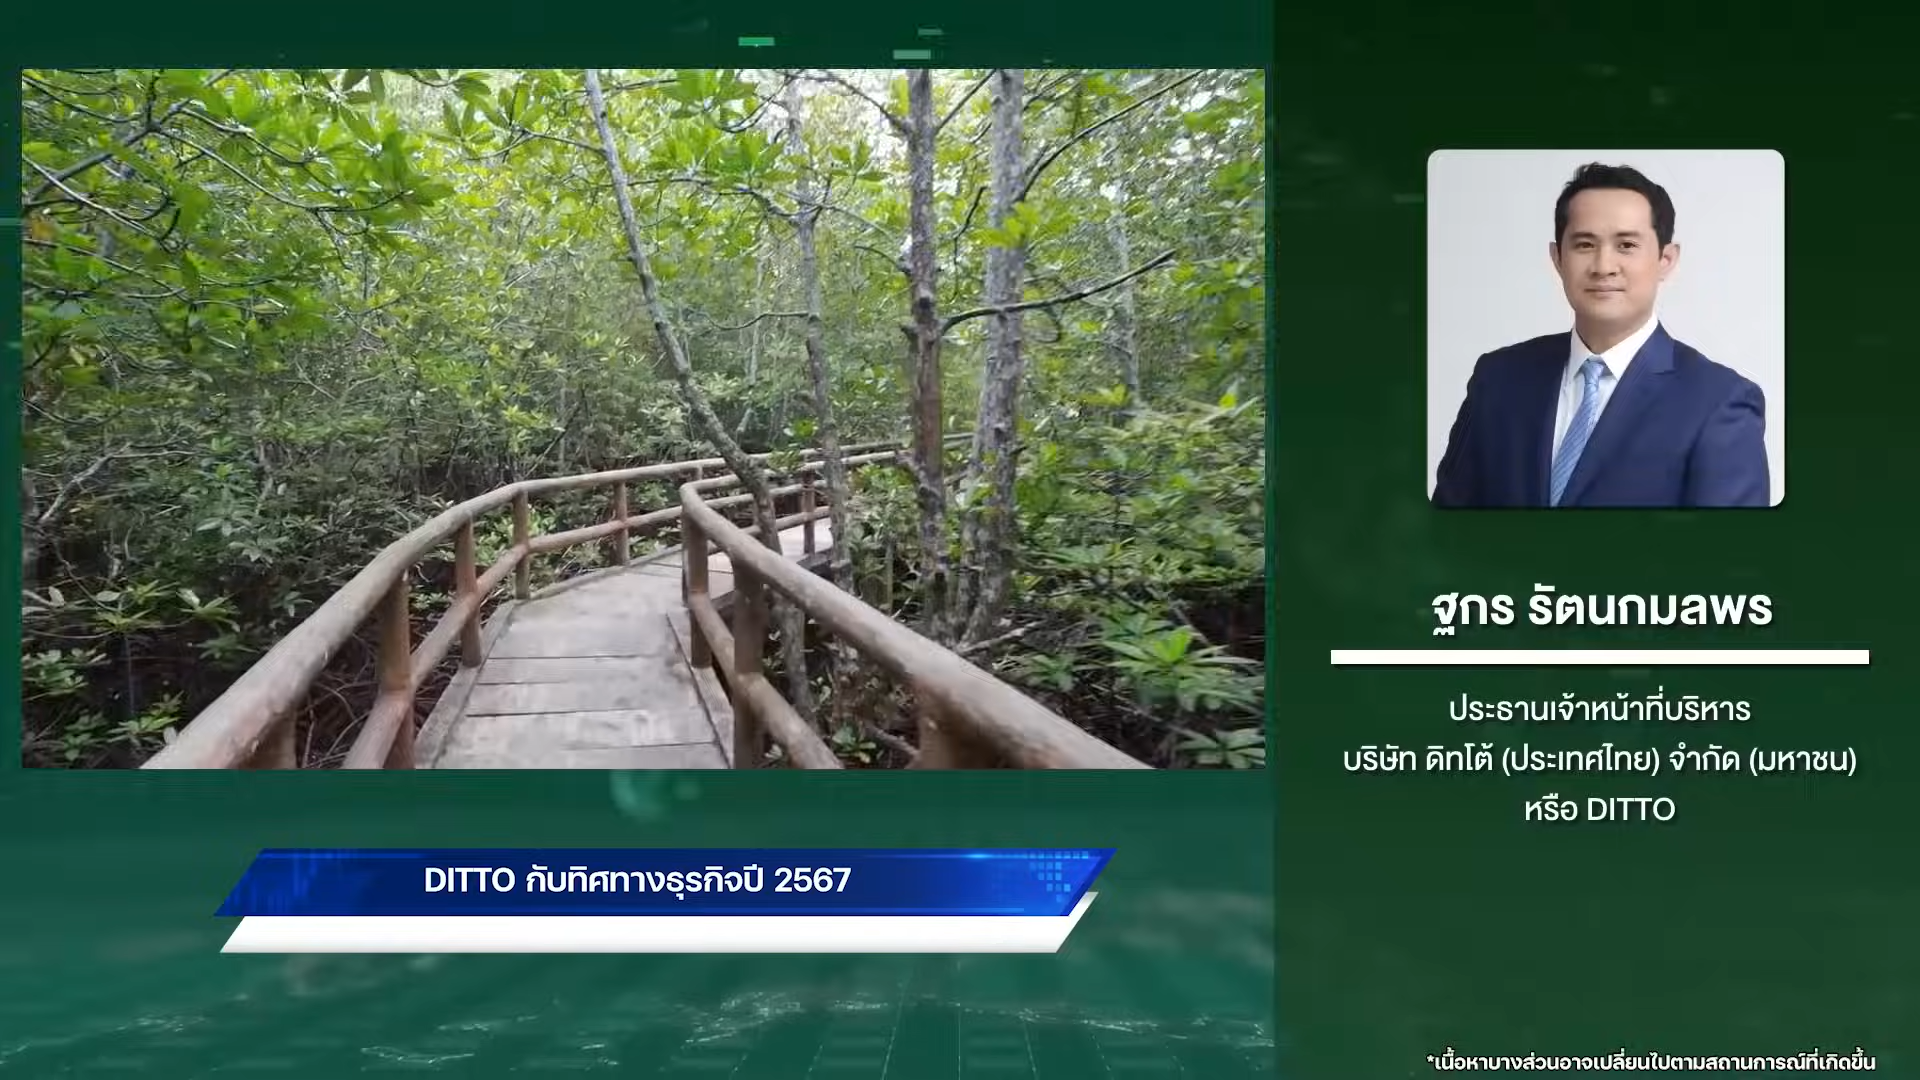 ฐกร รัตนกมลพร
ประธานเจ้าหน้าที่บริหาร
บริษัท ดิทโต้ (ประเทศไทย) จำกัด (มหาชน)
หรือ DITTO
DITTO กับทิศทางธุรกิจปี 2567
*เนื้อหาบางส่วนอาจเปลี่ยนไปตามสถานการณ์ที่เกิดขึ้น